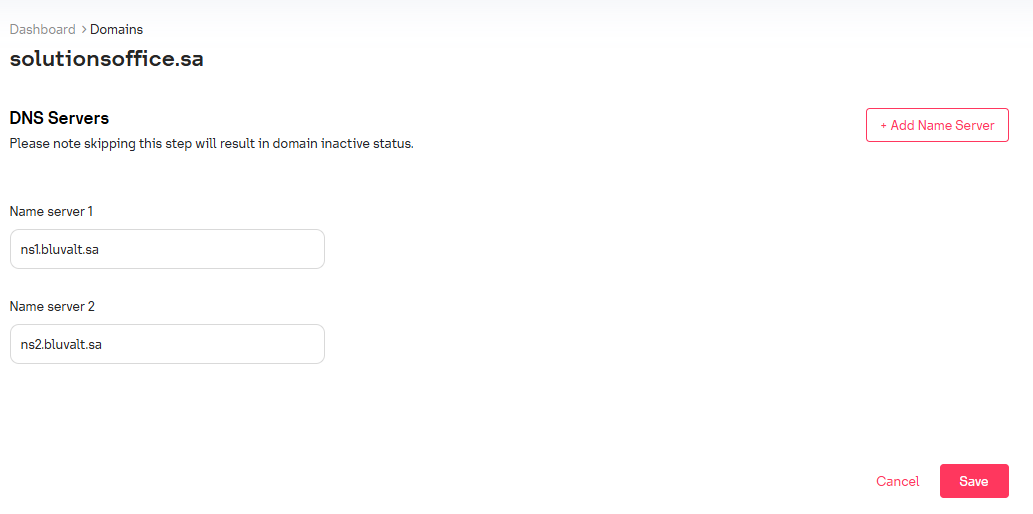 Dashboard > Domains
solutionsoffice.sa
DNS Servers
+ Add Name Server
Please note skipping this step will result in domain inactive status.
Name server 1
ns1.bluvalt.sa
Name server 2
ns2.bluvalt.sa
Cancel
Save